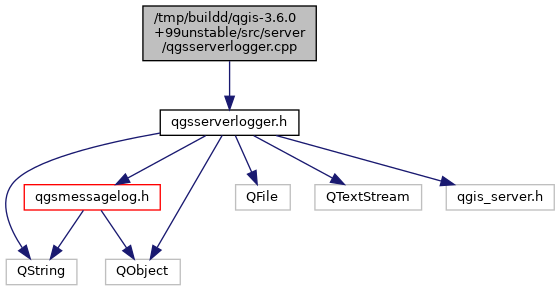 /tmp/buildd/qgis-3.6.0
+99unstable/src/server
/qgsserverlogger.cpp
qgsserverlogger.h
qgsmessagelog.h
QFile
QTextStream
qgis_server.h
QString
QObject